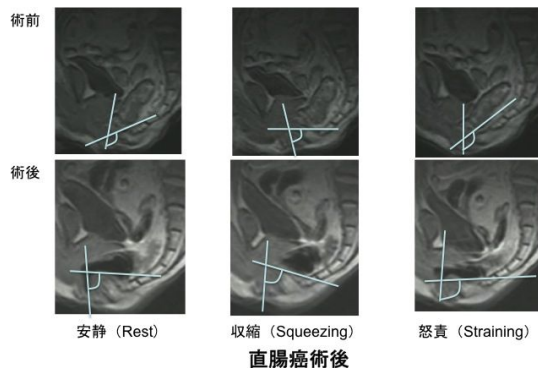 術前
術後
安静（Rest）
収縮（Squeezing）
怒責（Straining）
直腸癌術後